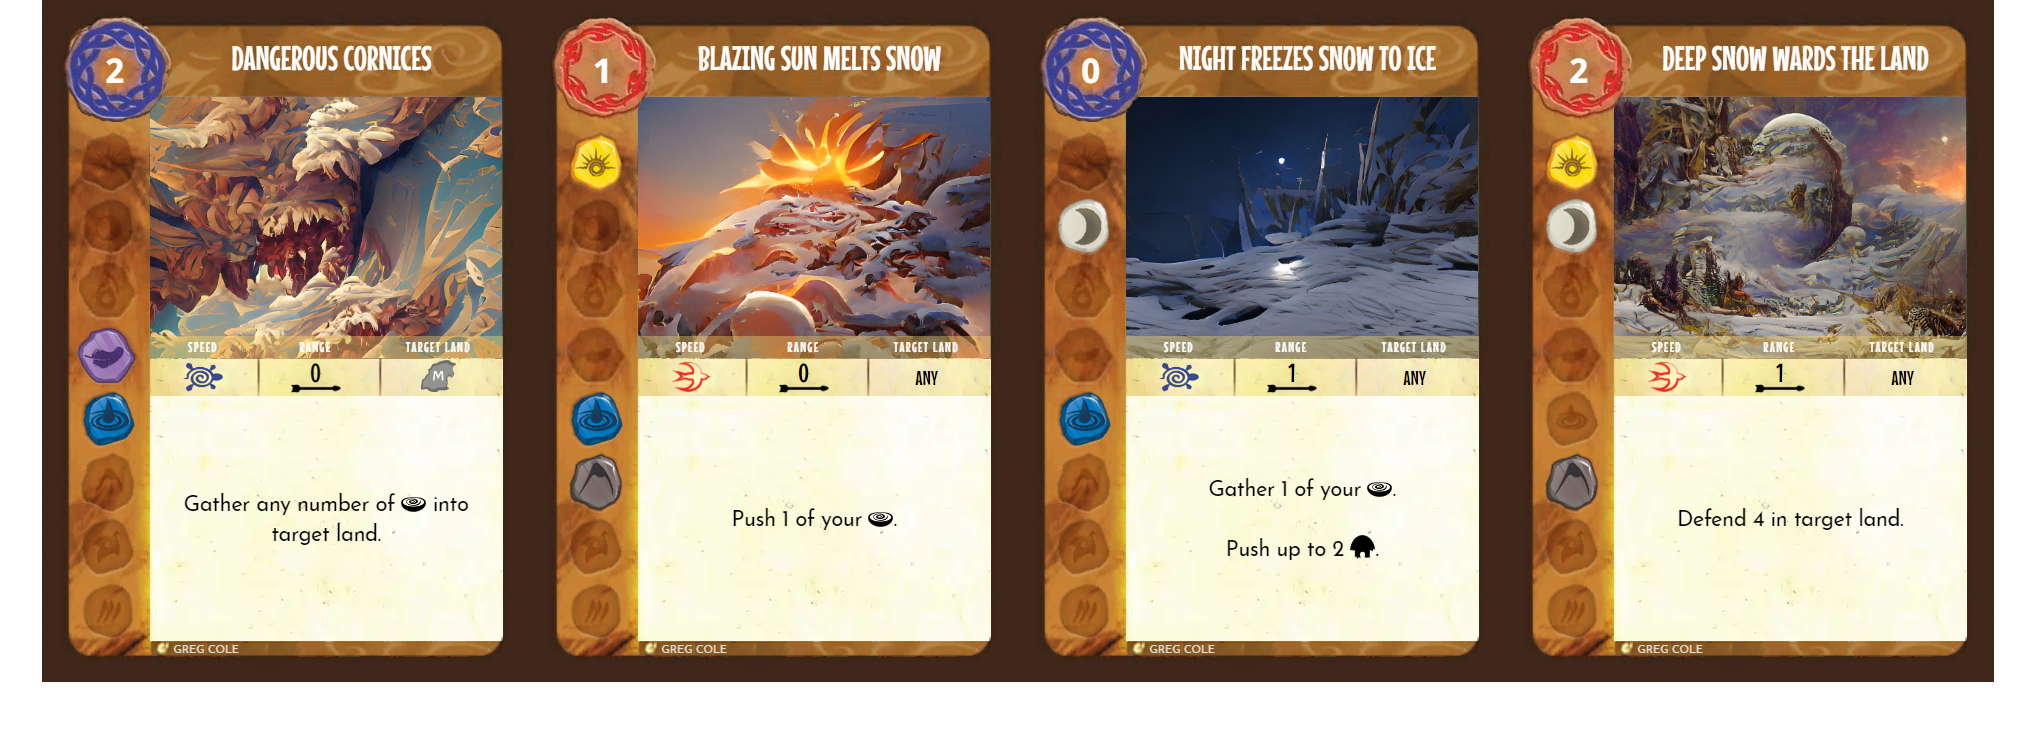 2
DANGEROUS CORNICES
SPEED RANGE TARGET LAND
0 M
Gather any number of into
target land.
GREG COLE
1
BLAZING SUN MELTS SNOW
SPEED RANGE TARGET LAND
0 ANY
Push 1 of your .
GREG COLE
0
NIGHT FREEZES SNOW TO ICE
SPEED RANGE TARGET LAND
1 ANY
Gather 1 of your .
Push up to 2 .
GREG COLE
2
DEEP SNOW WARDS THE LAND
SPEED RANGE TARGET LAND
1 ANY
Defend 4 in target land.
GREG COLE